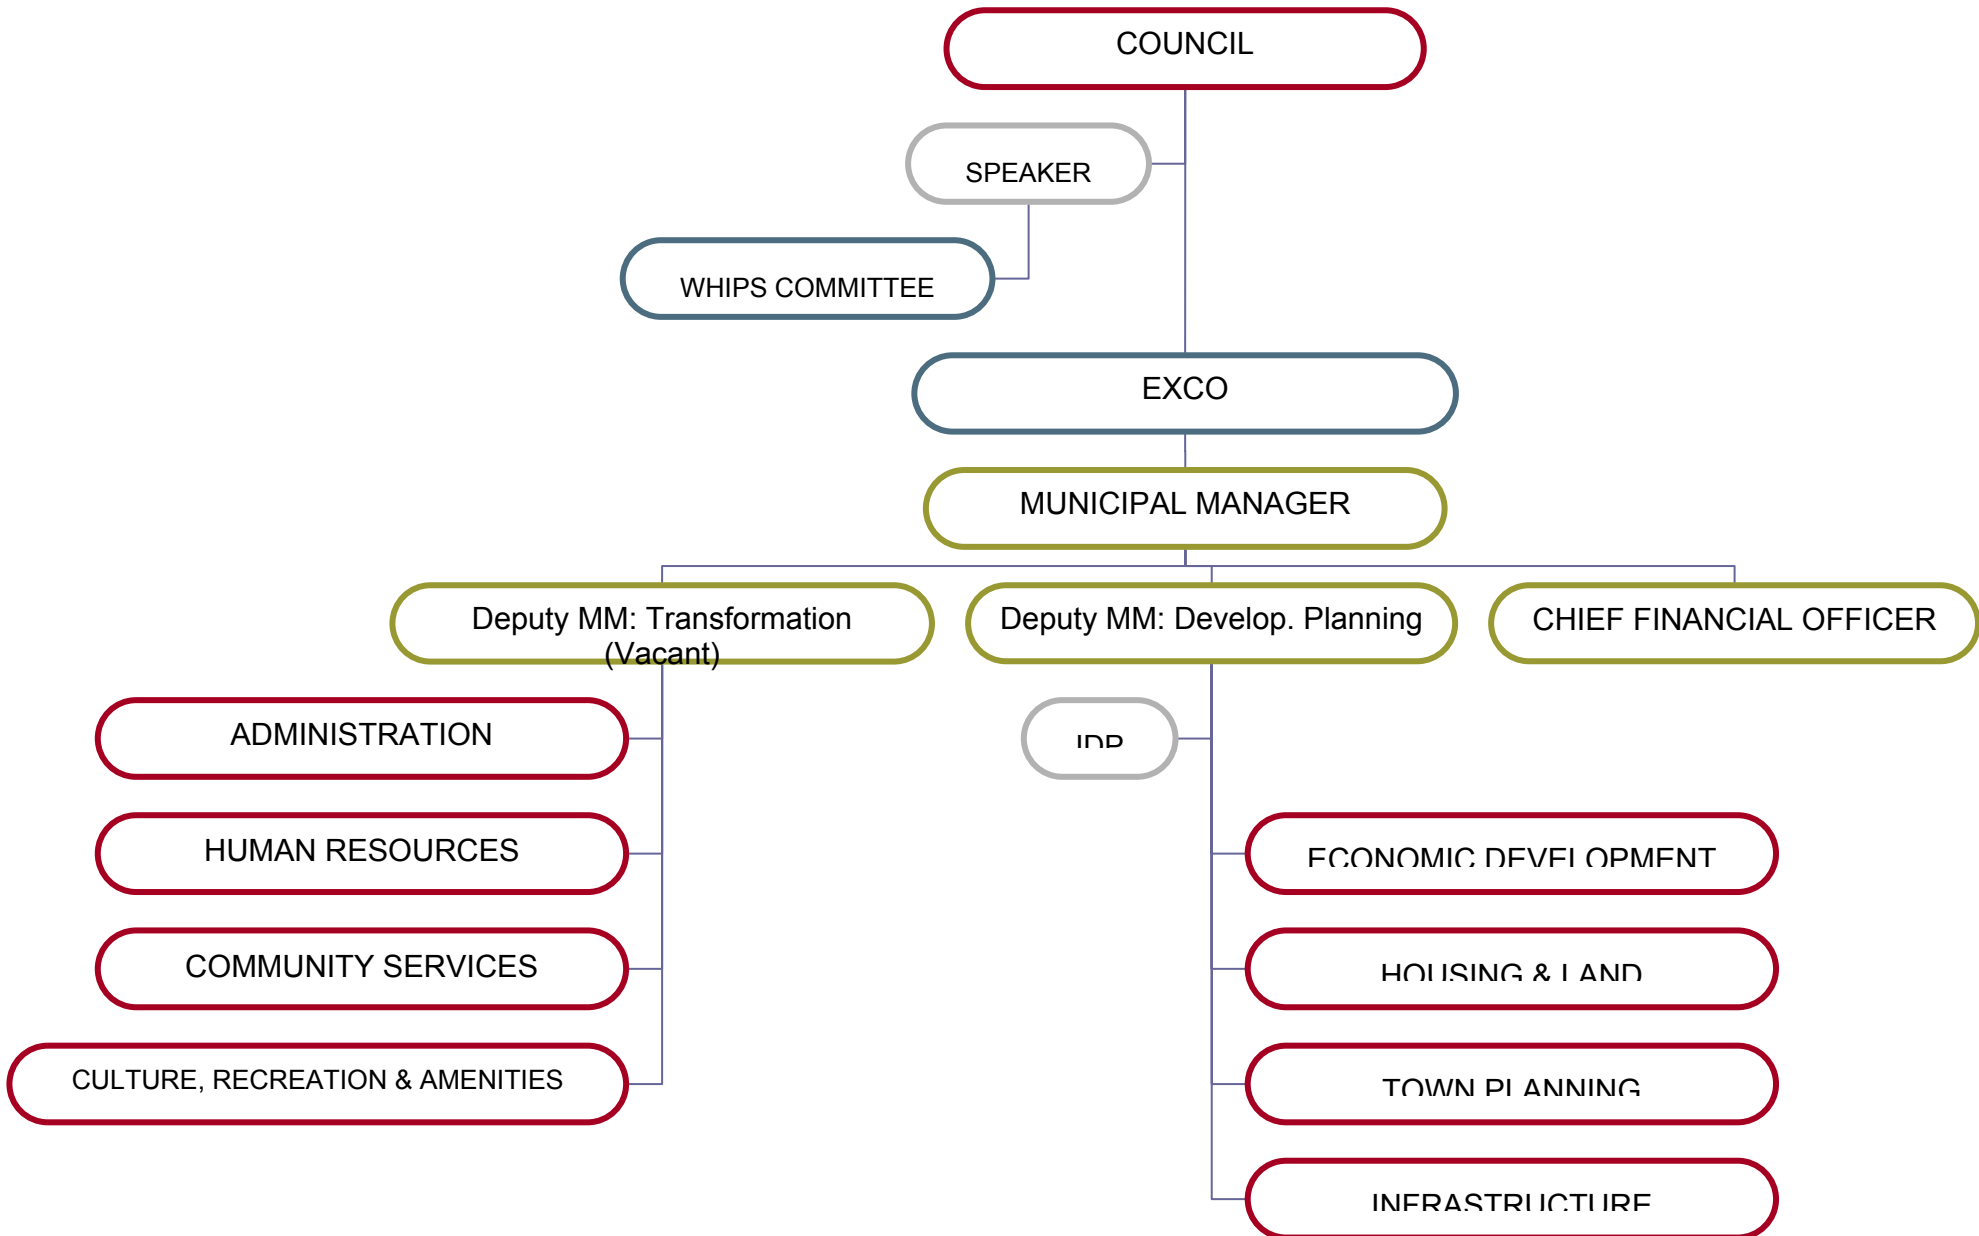 COUNCIL
SPEAKER
WHIPS COMMITTEE
EXCO
MUNICIPAL MANAGER
Deputy MM: Transformation
(Vacant)
Deputy MM: Develop. Planning
CHIEF FINANCIAL OFFICER
ADMINISTRATION
IDP
HUMAN RESOURCES
ECONOMIC DEVELOPMENT
COMMUNITY SERVICES
HOUSING & LAND
CULTURE, RECREATION & AMENITIES
TOWN PLANNING
INFRASTRUCTURE